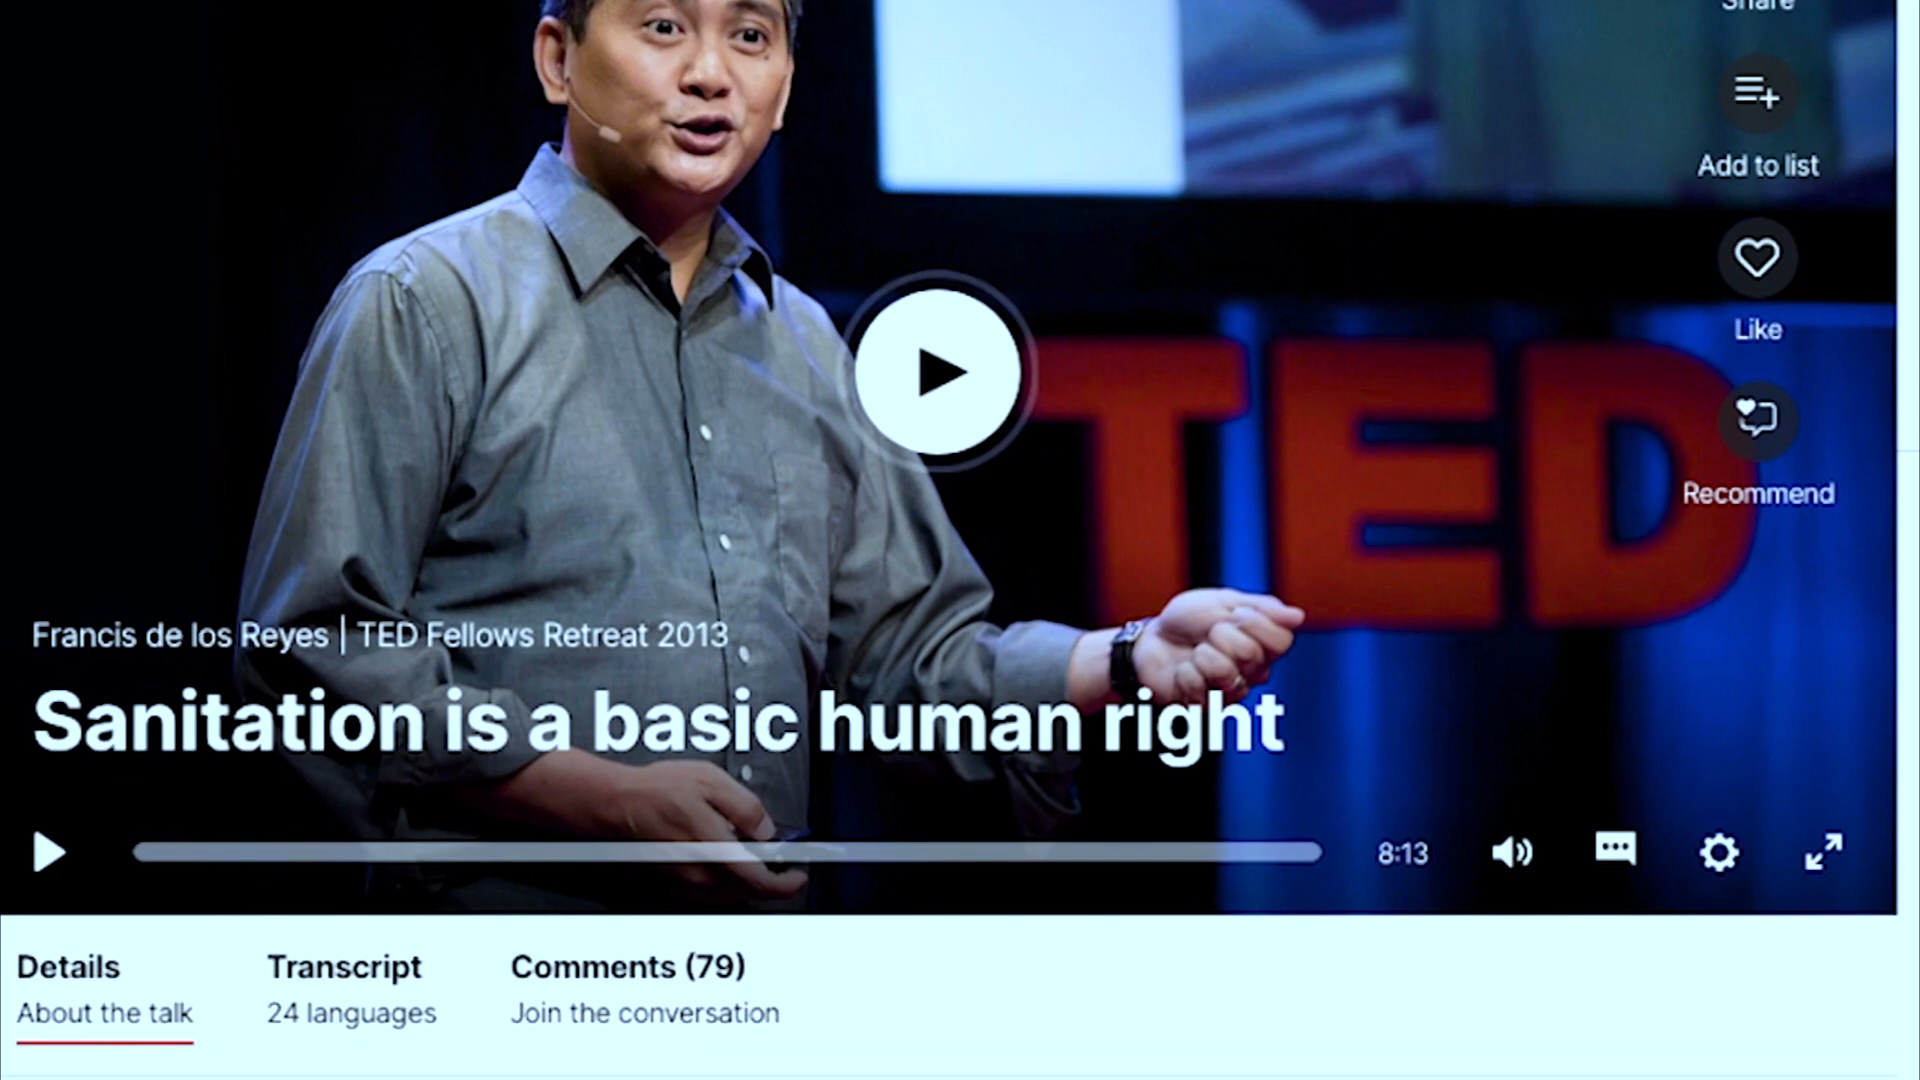 Share
Add to list
Like
TED
Recommend
Francis de los Reyes | TED Fellows Retreat 2013
Sanitation is a basic human right
8:13
Details
About the talk
Transcript
24 languages
Comments (79)
Join the conversation